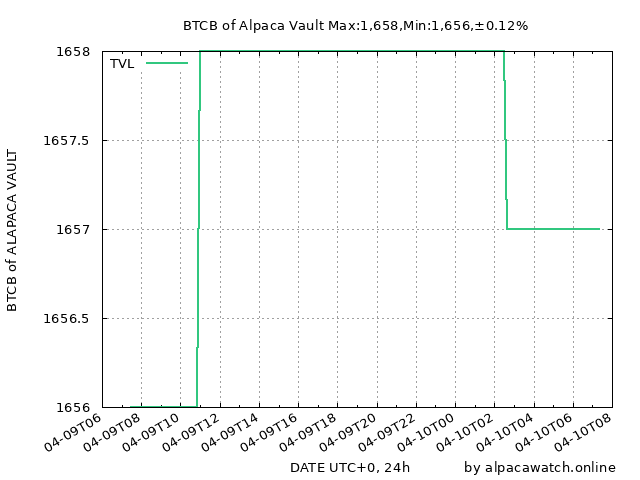 BTCB of Alpaca Vault Max:1,658,Min:1,656,±0.12%
TVL
BTCB of ALAPACA VAULT
1658
1657.5
1657
1656.5
1656
04-09T06
04-09T08
04-09T10
04-09T12
04-09T14
04-09T16
04-09T18
04-09T20
04-09T22
04-10T00
04-10T02
04-10T04
04-10T06
04-10T08
DATE UTC+0, 24h
by alpacawatch.online